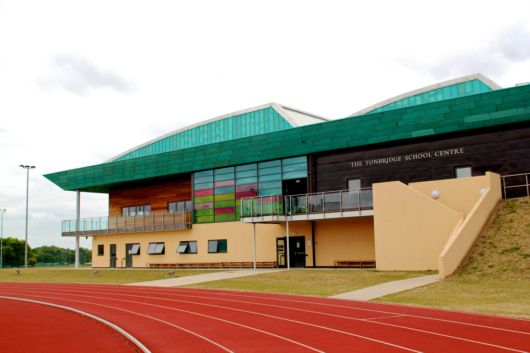 THE TONBRIDGE SCHOOL CENTRE